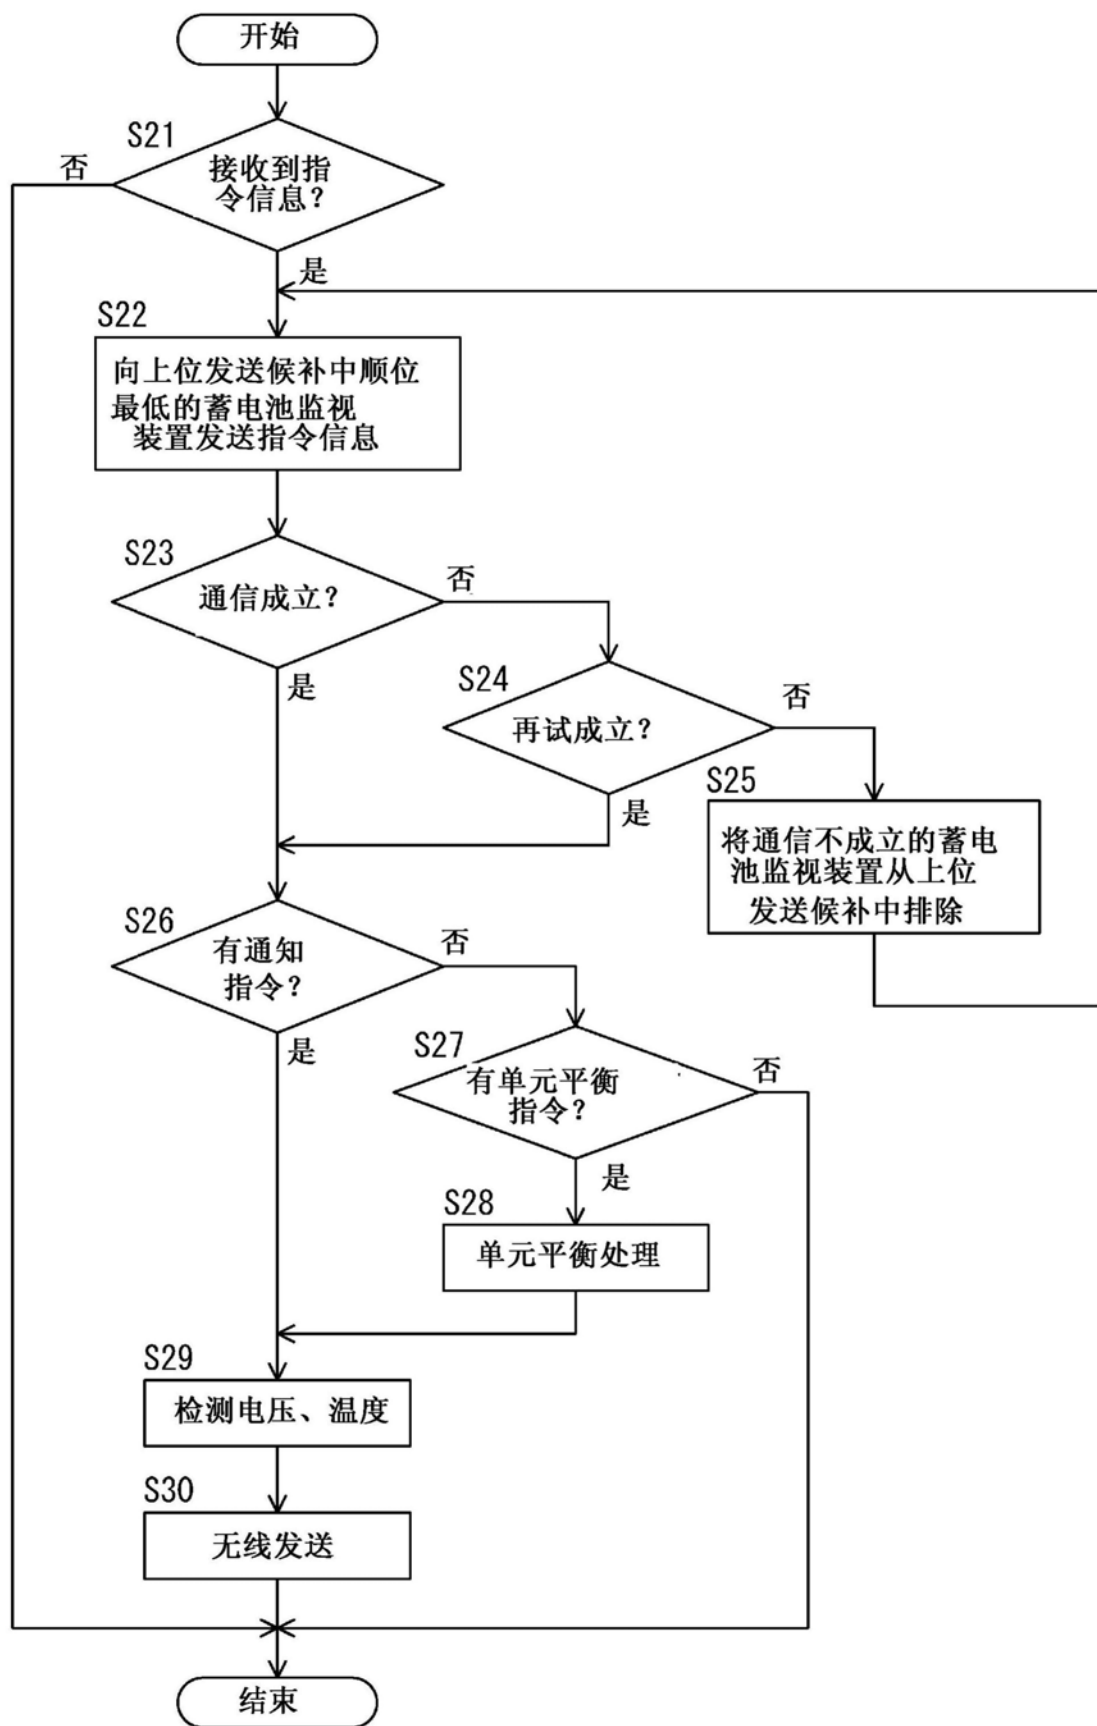 开始
S21
否
接收到指
令信息？
是
S22
向上位发送候补中顺位
最低的蓄电池监视
装置发送指令信息
S23
否
通信成立？
是
S24
否
再试成立？
是
S25
将通信不成立的蓄电
池监视装置从上位
发送候补中排除
S26
否
有通知
指令？
是
S27
否
有单元平衡
指令？
是
S28
单元平衡处理
S29
检测电压、温度
S30
无线发送
结束